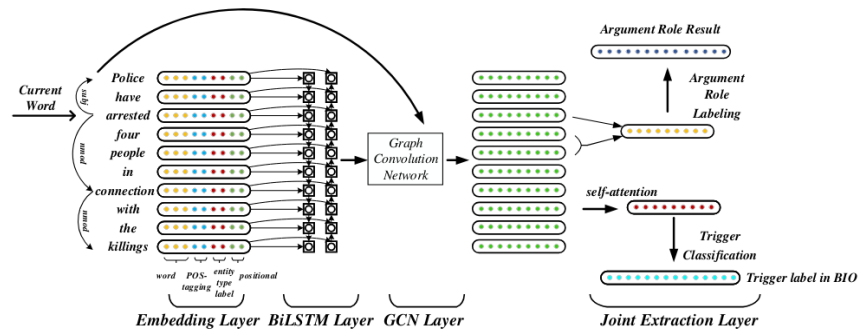 Argument Role Result
Current
Word
subj
nmod
nmod
Police
have
arrested
four
people
in
connection
with
the
killings
Graph
Convolution
Network
Argument
Role
Labeling
self-attention
Trigger
Classification
Trigger label in BIO
word
POS-
tagging
entity
type
label
positional
Embedding Layer
BiLSTM Layer
GCN Layer
Joint Extraction Layer